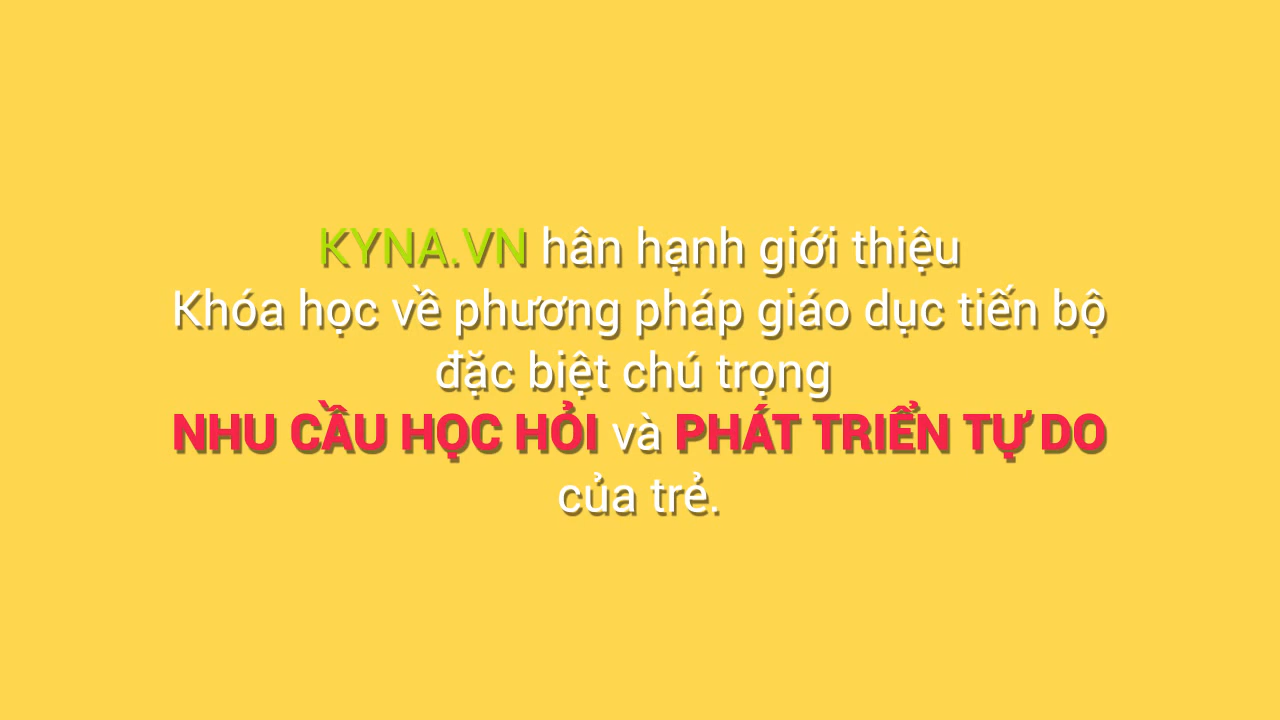 KYNA.VN hân hạnh giới thiệu
Khóa học về phương pháp giáo dục tiến bộ
đặc biệt chú trọng
NHU CẦU HỌC HỎI và PHÁT TRIỂN TỰ DO
của trẻ.